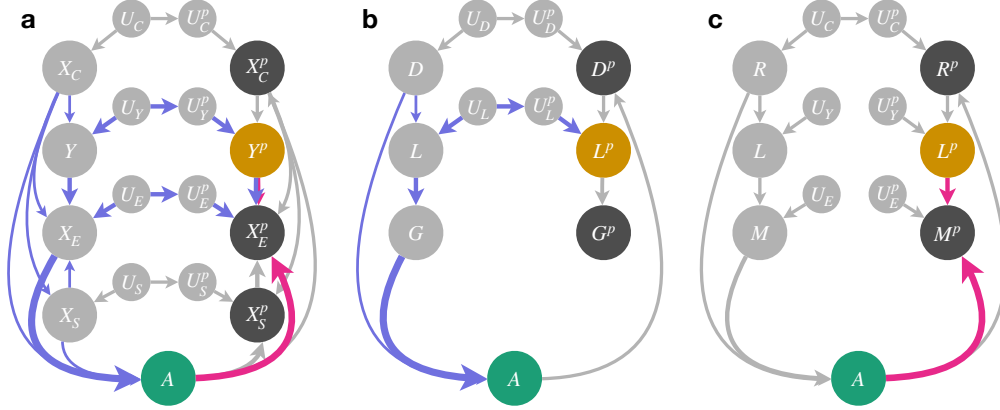 a
U_C U_C^p
X_C X_C^p
U_Y U_Y^p
Y Y^p
U_E U_E^p
X_E X_E^p
U_S U_S^p
X_S X_S^p
A
b
U_D U_D^p
D D^p
U_L U_L^p
L L^p
G G^p
A
c
U_C U_C^p
R R^p
U_Y U_Y^p
L L^p
U_E U_E^p
M M^p
A